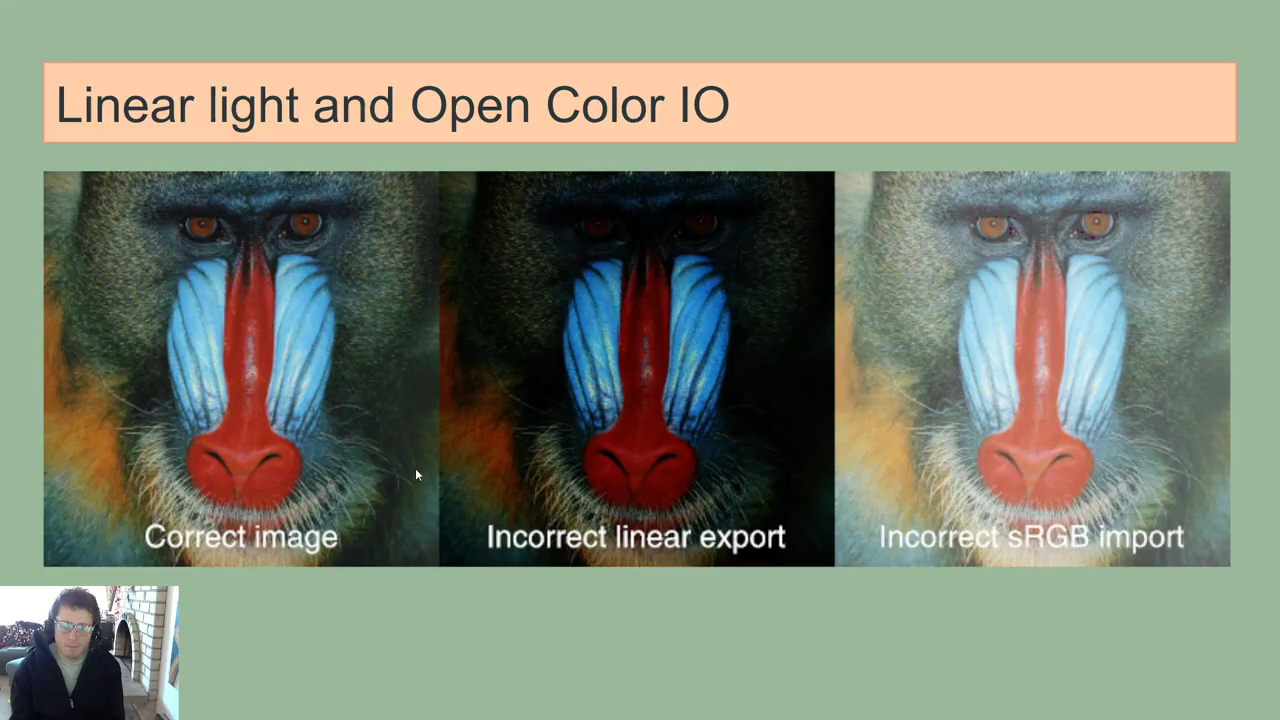 Linear light and Open Color IO
Correct image
Incorrect linear export
Incorrect sRGB import